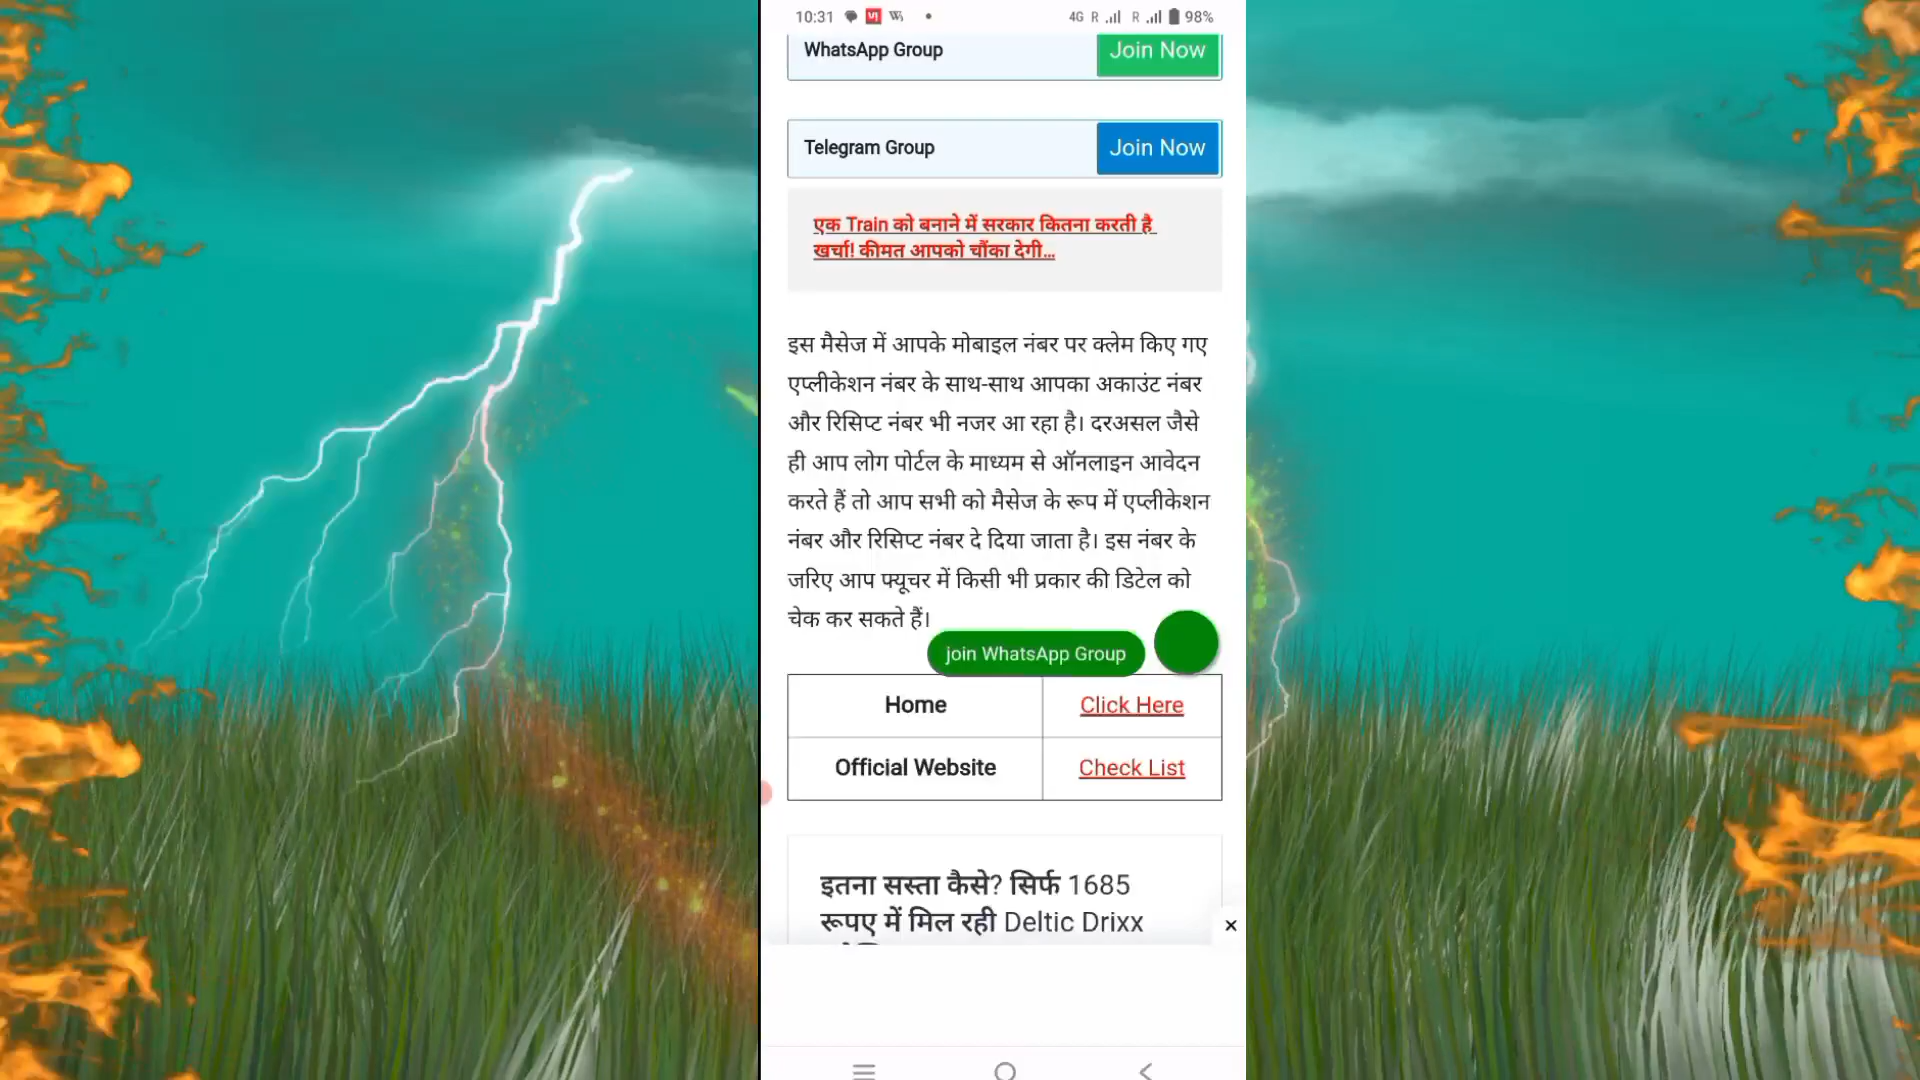 10:31
4G R R 98%
WhatsApp Group
Join Now
Telegram Group
Join Now
एक Train को बनाने में सरकार कितना करती है
खर्चा! कीमत आपको चौंका देगी...
इस मैसेज में आपके मोबाइल नंबर पर क्लेम किए गए
एप्लीकेशन नंबर के साथ-साथ आपका अकाउंट नंबर
और रिसिप्ट नंबर भी नजर आ रहा है। दरअसल जैसे
ही आप लोग पोर्टल के माध्यम से ऑनलाइन आवेदन
करते हैं तो आप सभी को मैसेज के रूप में एप्लीकेशन
नंबर और रिसिप्ट नंबर दे दिया जाता है। इस नंबर के
जरिए आप फ्यूचर में किसी भी प्रकार की डिटेल को
चेक कर सकते हैं।
join WhatsApp Group
Home
Click Here
Official Website
Check List
इतना सस्ता कैसे? सिर्फ 1685
रूपए में मिल रही Deltic Drixx